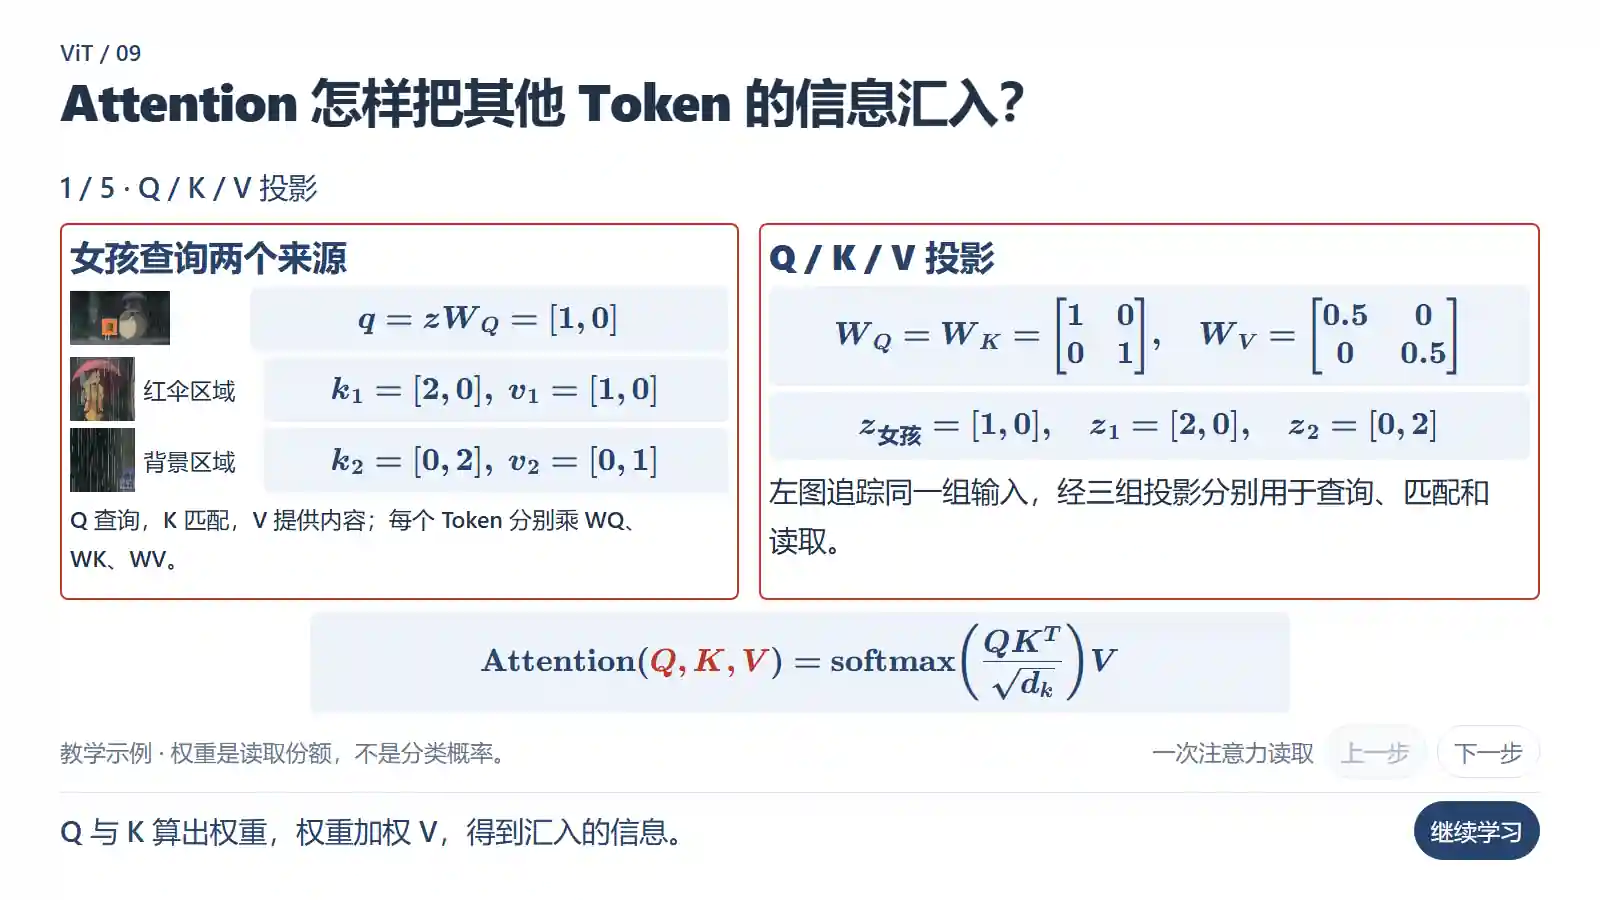 ViT / 09
Attention 怎样把其他 Token 的信息汇入？
1 / 5 · Q / K / V 投影
女孩查询两个来源
q = zW_Q = [1, 0]
红伞区域
k_1 = [2, 0], v_1 = [1, 0]
背景区域
k_2 = [0, 2], v_2 = [0, 1]
Q 查询，K 匹配，V 提供内容；每个 Token 分别乘 WQ、
WK、WV。
Q / K / V 投影
W_Q = W_K = [1 0; 0 1], W_V = [0.5 0; 0 0.5]
z_女孩 = [1, 0], z_1 = [2, 0], z_2 = [0, 2]
左图追踪同一组输入，经三组投影分别用于查询、匹配和
读取。
Attention(Q, K, V) = softmax(QK^T / √d_k) V
教学示例 · 权重是读取份额，不是分类概率。
一次注意力读取 上一步 下一步
Q 与 K 算出权重，权重加权 V，得到汇入的信息。
继续学习